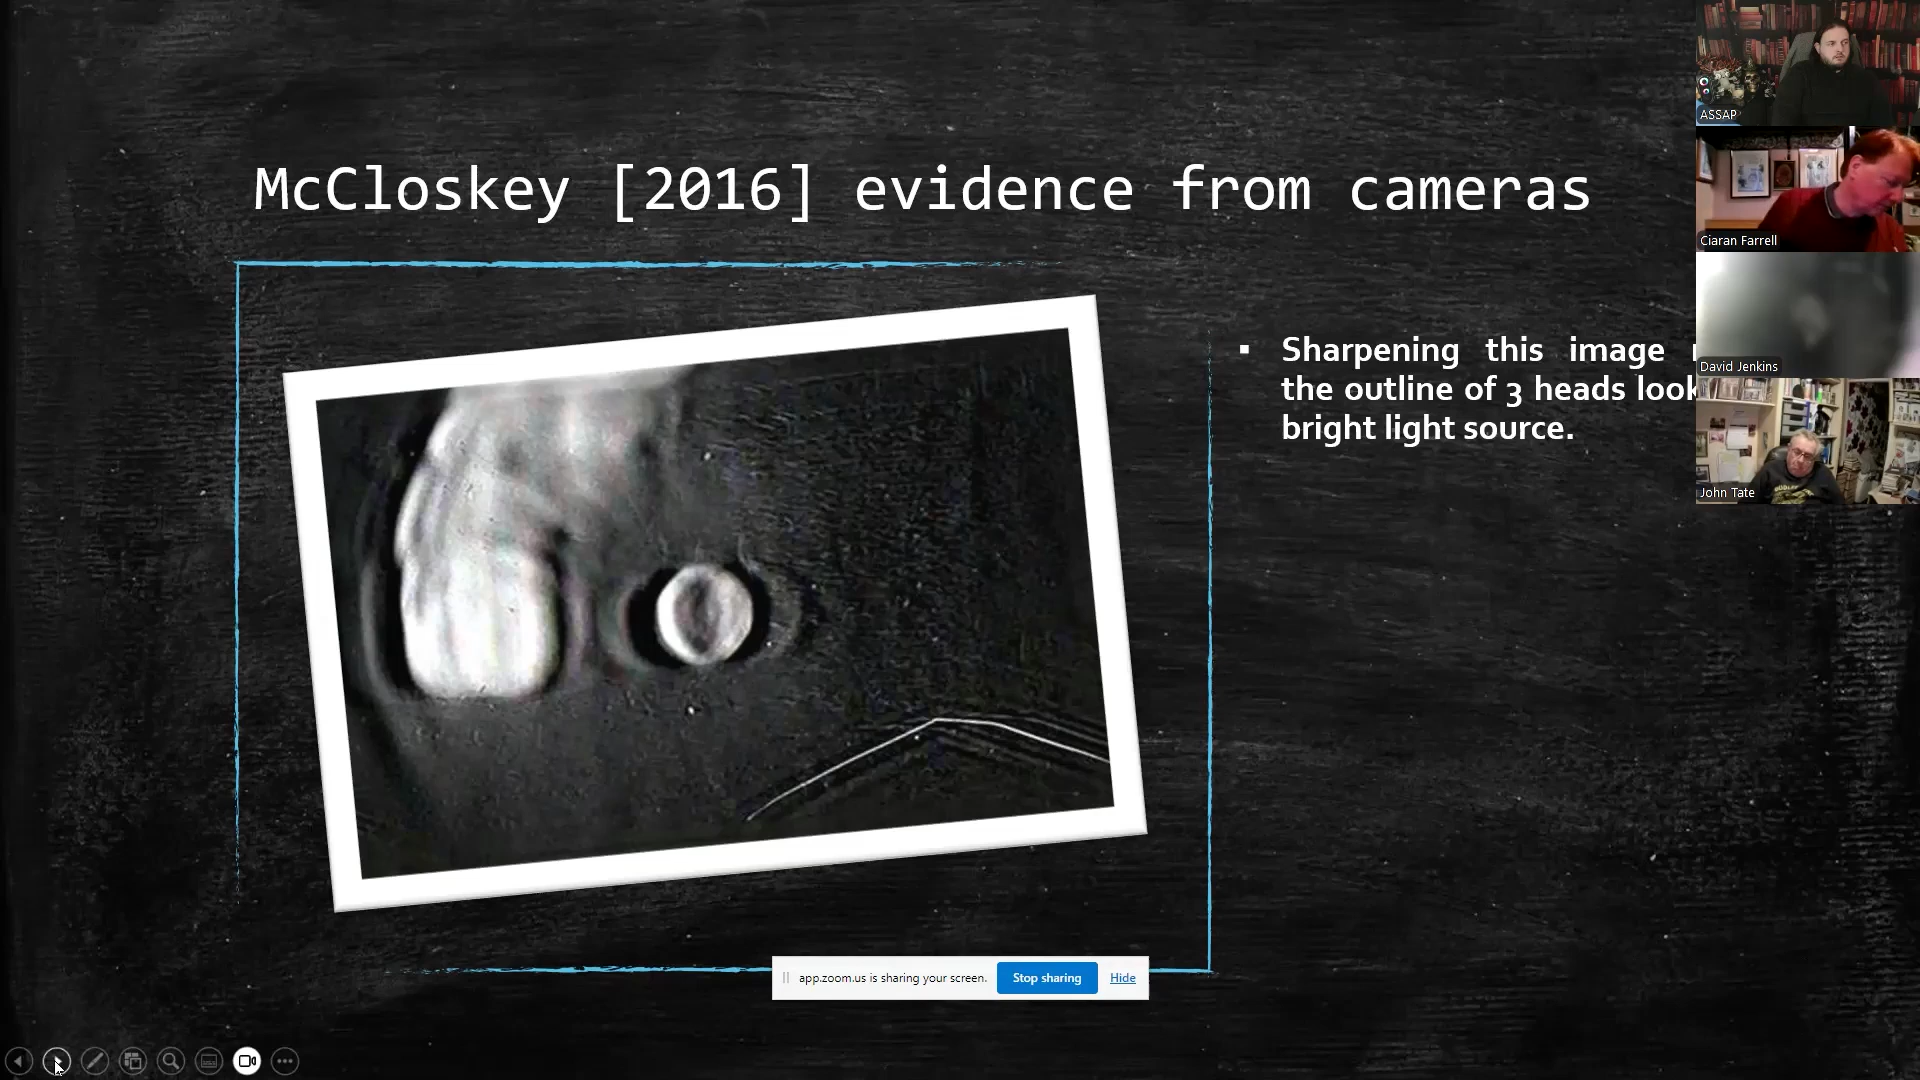 McCloskey [2016] evidence from cameras
▪ Sharpening this image
the outline of 3 heads look
bright light source.
ASSAP
Ciaran Farrell
David Jenkins
John Tate
app.zoom.us is sharing your screen. Stop sharing Hide